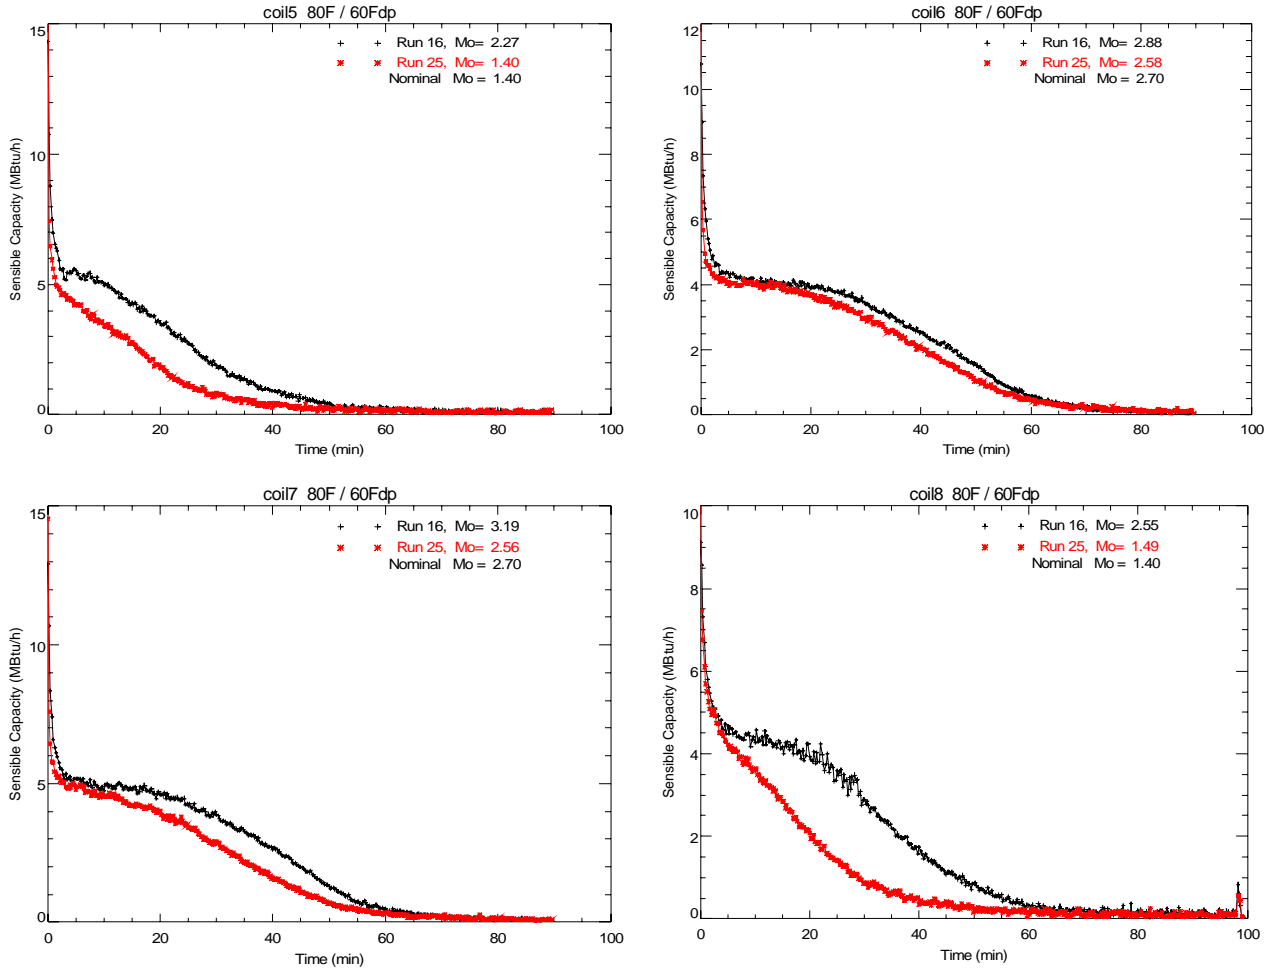 coil5 80F / 60Fdp
Run 16, Mo= 2.27
Run 25, Mo= 1.40
Nominal Mo = 1.40
Sensible Capacity (MBtu/h)
15
10
5
0
0 20 40 60 80 100
Time (min)
coil6 80F / 60Fdp
Run 16, Mo= 2.88
Run 25, Mo= 2.58
Nominal Mo = 2.70
Sensible Capacity (MBtu/h)
12
10
8
6
4
2
0
0 20 40 60 80 100
Time (min)
coil7 80F / 60Fdp
Run 16, Mo= 3.19
Run 25, Mo= 2.56
Nominal Mo = 2.70
Sensible Capacity (MBtu/h)
15
10
5
0
0 20 40 60 80 100
Time (min)
coil8 80F / 60Fdp
Run 16, Mo= 2.55
Run 25, Mo= 1.49
Nominal Mo = 1.40
Sensible Capacity (MBtu/h)
10
8
6
4
2
0
0 20 40 60 80 100
Time (min)